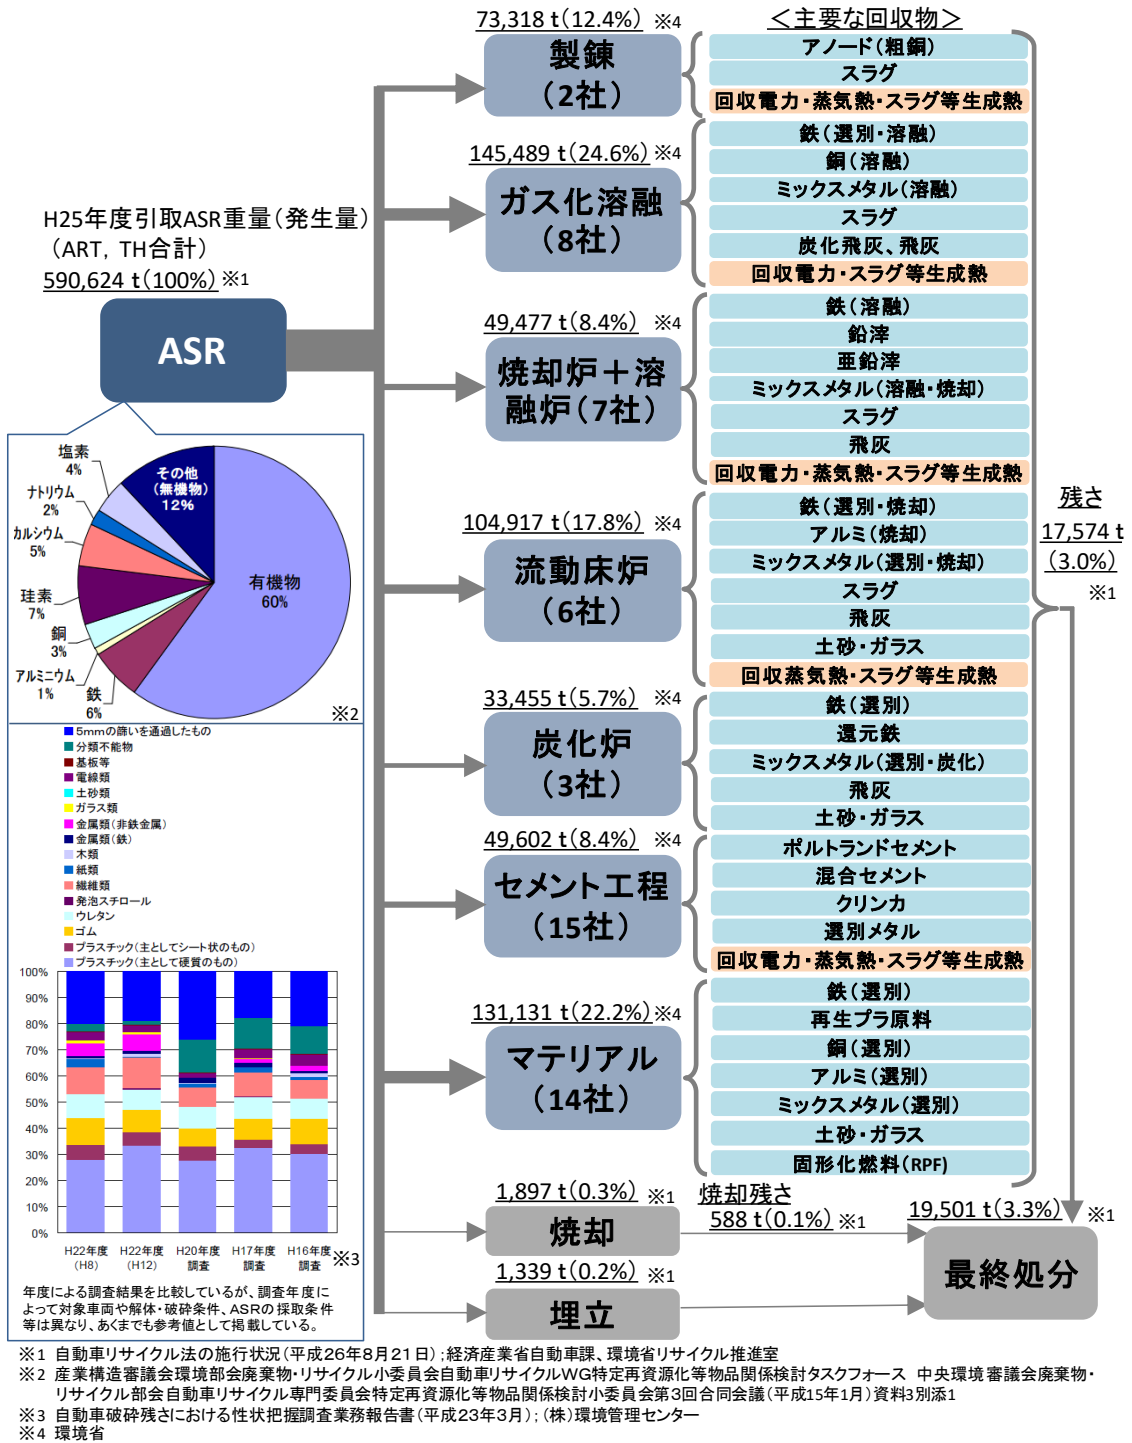 73,318 t(12.4%) ※4
＜主要な回収物＞
製錬
（2社）
アノード（粗銅）
スラグ
回収電力・蒸気熱・スラグ等生成熱
145,489 t(24.6%) ※4
ガス化溶融
（8社）
鉄（選別・溶融）
銅（溶融）
ミックスメタル（溶融）
スラグ
炭化飛灰、飛灰
回収電力・スラグ等生成熱
H25年度引取ASR重量（発生量）
（ART，TH合計）
590,624 t(100%) ※1
ASR
49,477 t(8.4%) ※4
焼却炉＋溶
融炉（7社）
鉄（溶融）
鉛滓
亜鉛滓
ミックスメタル（溶融・焼却）
スラグ
飛灰
回収電力・蒸気熱・スラグ等生成熱
塩素
4%
ナトリウム
2%
カルシウム
5%
珪素
7%
銅
3%
アルミニウム
1%
鉄
6%
その他
（無機物）
12%
有機物
60%
※2
104,917 t(17.8%) ※4
流動床炉
（6社）
鉄（選別・焼却）
アルミ（焼却）
ミックスメタル（選別・焼却）
スラグ
飛灰
土砂・ガラス
回収蒸気熱・スラグ等生成熱
残さ
17,574 t
(3.0%)
※1
33,455 t(5.7%) ※4
炭化炉
（3社）
鉄（選別）
還元鉄
ミックスメタル（選別・炭化）
飛灰
土砂・ガラス
49,602 t(8.4%) ※4
セメント工程
（15社）
ポルトランドセメント
混合セメント
クリンカ
選別メタル
回収電力・蒸気熱・スラグ等生成熱
131,131 t(22.2%) ※4
マテリアル
（14社）
鉄（選別）
再生プラ原料
銅（選別）
アルミ（選別）
ミックスメタル（選別）
土砂・ガラス
固形化燃料（RPF）
5mmの篩いを通過したもの
分類不能物
基板等
電線類
土砂類
ガラス類
金属類（非鉄金属）
金属類（鉄）
木類
紙類
繊維類
発泡スチロール
ウレタン
ゴム
プラスチック（主としてシート状のもの）
プラスチック（主として硬質のもの）
100%
90%
80%
70%
60%
50%
40%
30%
20%
10%
0%
H22年度 H22年度 H20年度 H17年度 H16年度
（H8） （H12） 調査 調査 調査
※3
年度による調査結果を比較しているが、調査年度に
よって対象車両や解体・破砕条件、ASRの採取条件
等は異なり、あくまでも参考値として掲載している。
1,897 t(0.3%) ※1
焼却
焼却残さ
588 t(0.1%) ※1
19,501 t(3.3%) ※1
最終処分
1,339 t(0.2%) ※1
埋立
※1 自動車リサイクル法の施行状況（平成26年8月21日）；経済産業省自動車課、環境省リサイクル推進室
※2 産業構造審議会環境部会廃棄物・リサイクル小委員会自動車リサイクルWG特定再資源化等物品関係検討タスクフォース 中央環境審議会廃棄物・
リサイクル部会自動車リサイクル専門委員会特定再資源化等物品関係検討小委員会第3回合同会議（平成15年1月）資料3別添1
※3 自動車破砕残さにおける性状把握調査業務報告書（平成23年3月）；（株）環境管理センター
※4 環境省